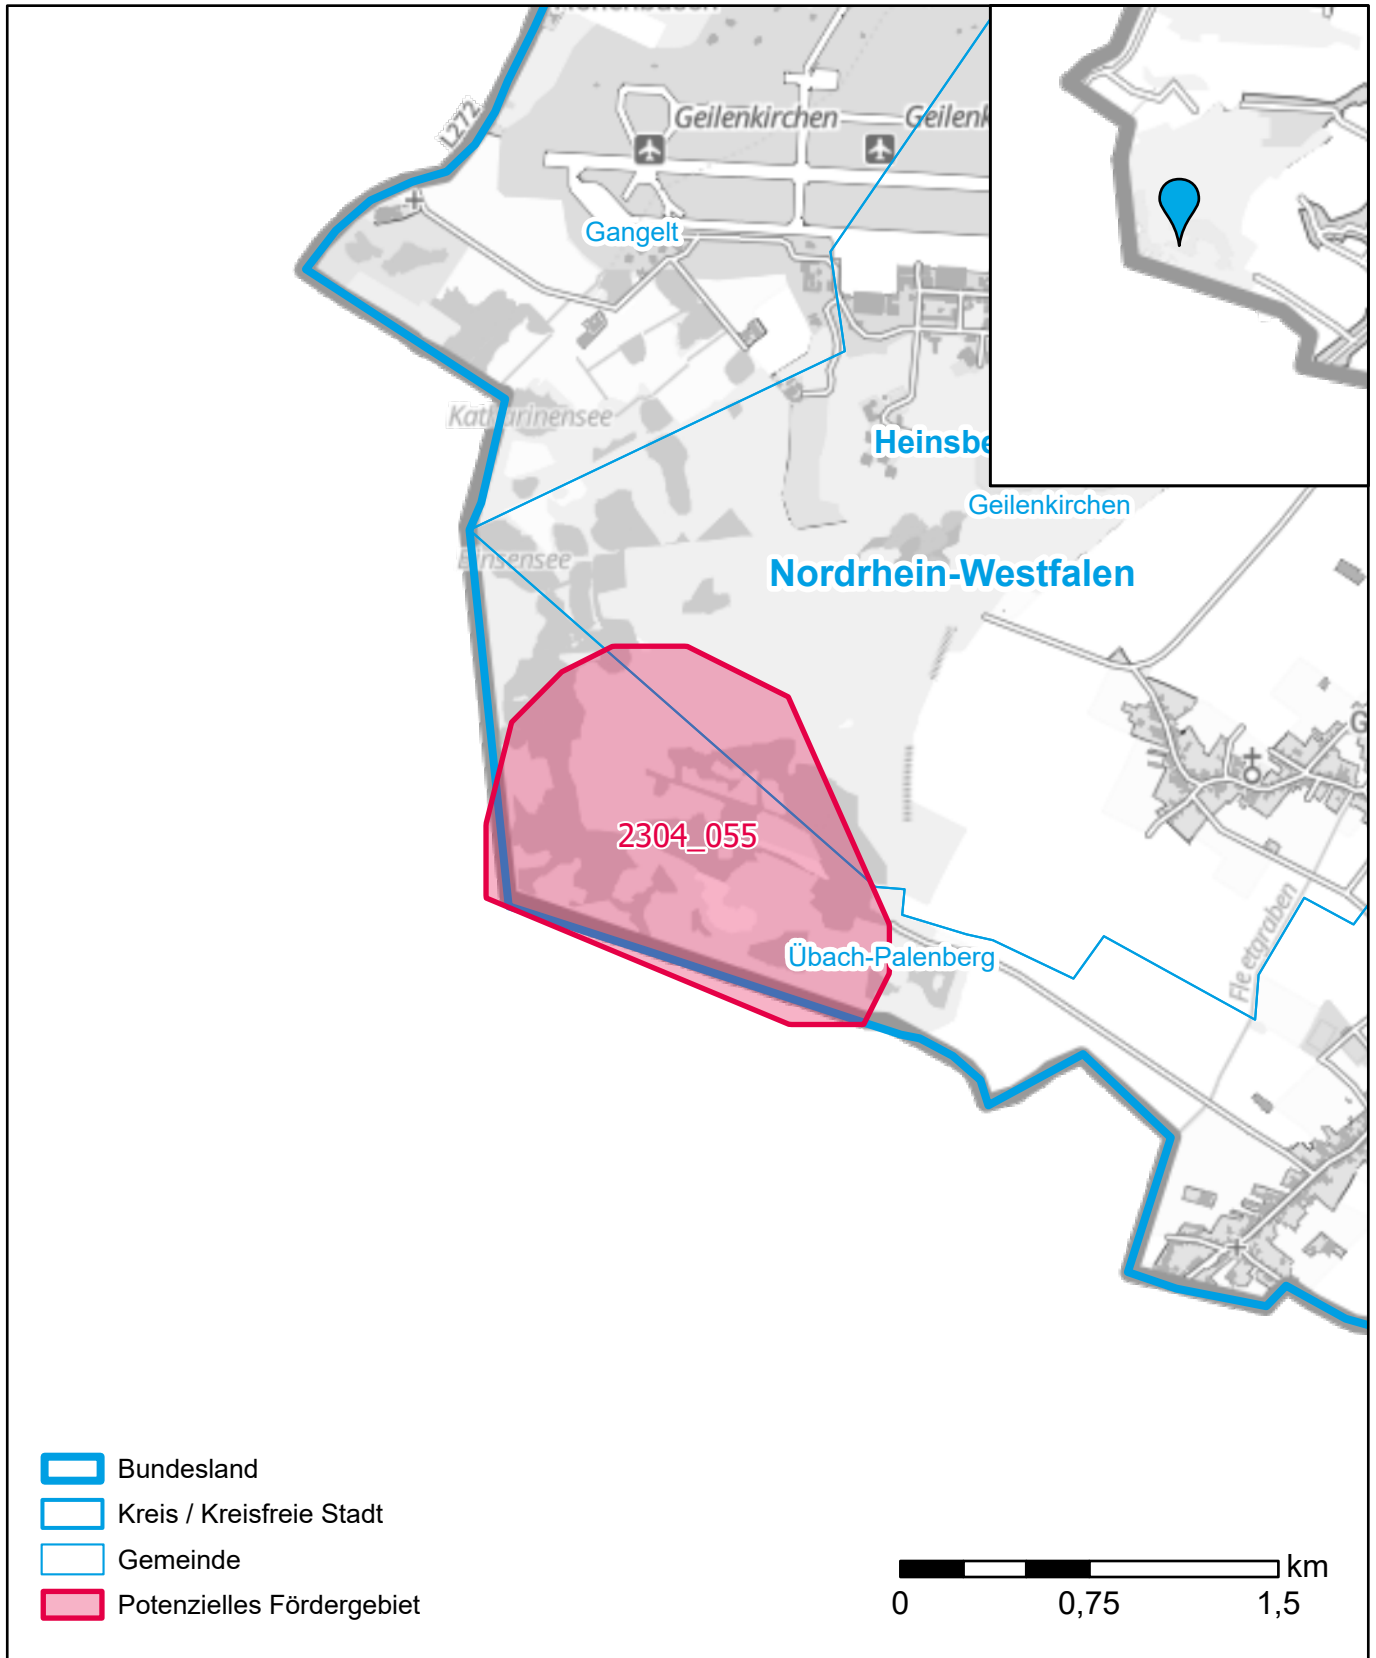 L272
Geilenkirchen
Geilenk
Gangelt
Katharinensee
Heinsbe
Geilenkirchen
Binsensee
Nordrhein-Westfalen
G
2304_055
Übach-Palenberg
Fleetgraben
Bundesland
Kreis / Kreisfreie Stadt
Gemeinde
Potenzielles Fördergebiet
km
0 0,75 1,5